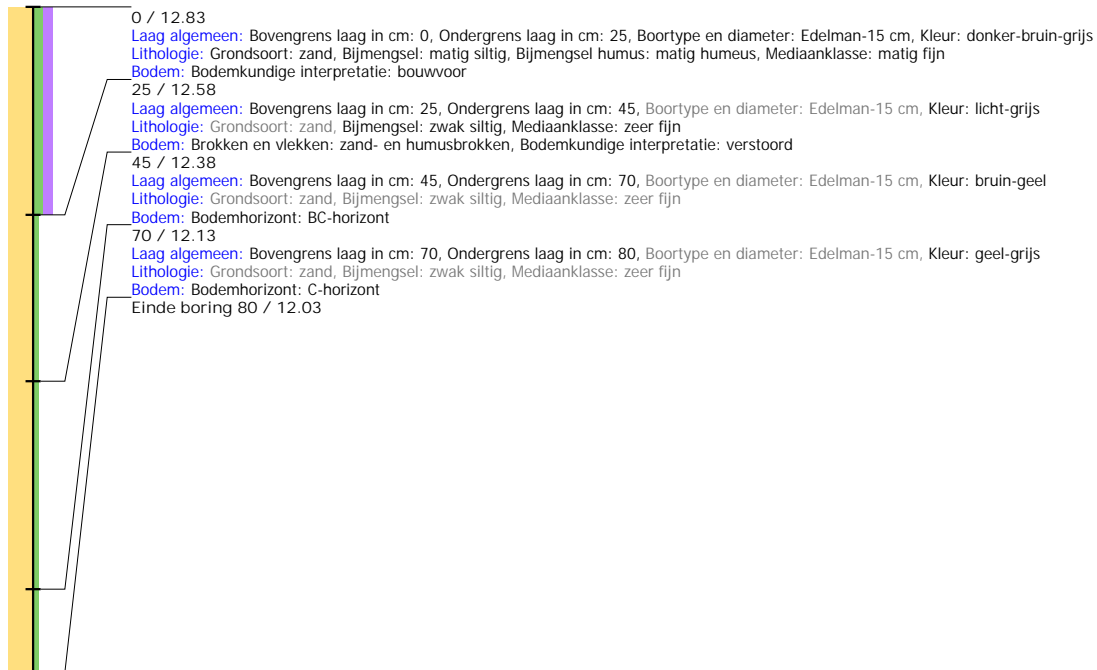 0 / 12.83
Laag algemeen: Bovengrens laag in cm: 0, Ondergrens laag in cm: 25, Boortype en diameter: Edelman-15 cm, Kleur: donker-bruin-grijs
Lithologie: Grondsoort: zand, Bijmengsel: matig siltig, Bijmengsel humus: matig humeus, Mediaanklasse: matig fijn
Bodem: Bodemkundige interpretatie: bouwvoor
25 / 12.58
Laag algemeen: Bovengrens laag in cm: 25, Ondergrens laag in cm: 45, Boortype en diameter: Edelman-15 cm, Kleur: licht-grijs
Lithologie: Grondsoort: zand, Bijmengsel: zwak siltig, Mediaanklasse: zeer fijn
Bodem: Brokken en vlekken: zand- en humusbrokken, Bodemkundige interpretatie: verstoord
45 / 12.38
Laag algemeen: Bovengrens laag in cm: 45, Ondergrens laag in cm: 70, Boortype en diameter: Edelman-15 cm, Kleur: bruin-geel
Lithologie: Grondsoort: zand, Bijmengsel: zwak siltig, Mediaanklasse: zeer fijn
Bodem: Bodemhorizont: BC-horizont
70 / 12.13
Laag algemeen: Bovengrens laag in cm: 70, Ondergrens laag in cm: 80, Boortype en diameter: Edelman-15 cm, Kleur: geel-grijs
Lithologie: Grondsoort: zand, Bijmengsel: zwak siltig, Mediaanklasse: zeer fijn
Bodem: Bodemhorizont: C-horizont
Einde boring 80 / 12.03